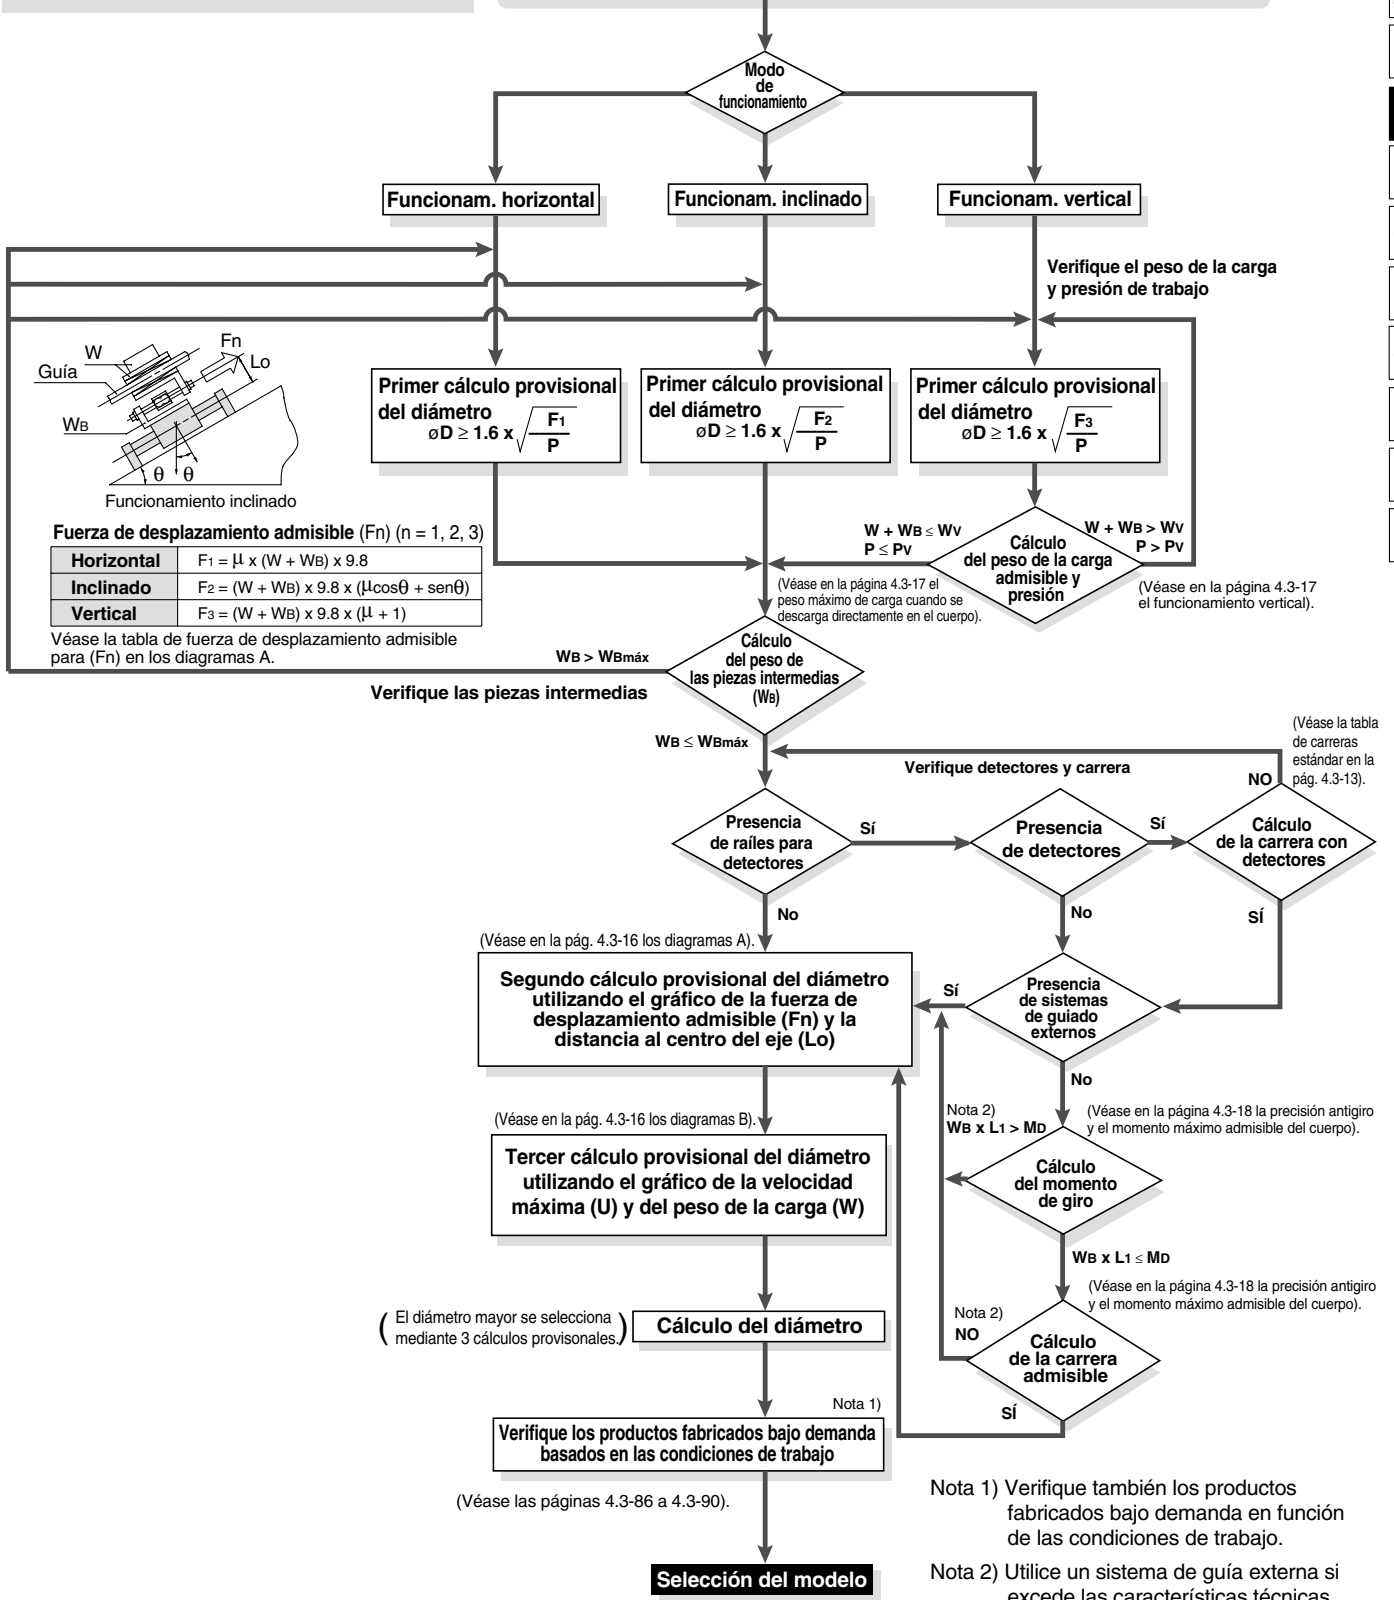 Modo
de
funcionamiento
Funcionam. horizontal
Funcionam. inclinado
Funcionam. vertical
Verifique el peso de la carga
y presión de trabajo
W
Fn
Lo
Guía
WB
θ θ
Funcionamiento inclinado
Primer cálculo provisional
del diámetro
øD ≥ 1.6 x √ F1
P
Primer cálculo provisional
del diámetro
øD ≥ 1.6 x √ F2
P
Primer cálculo provisional
del diámetro
øD ≥ 1.6 x √ F3
P
Fuerza de desplazamiento admisible (Fn) (n = 1, 2, 3)
Horizontal F1 = μ x (W + WB) x 9.8
Inclinado F2 = (W + WB) x 9.8 x (μcosθ + senθ)
Vertical F3 = (W + WB) x 9.8 x (μ + 1)
Véase la tabla de fuerza de desplazamiento admisible
para (Fn) en los diagramas A.
W + WB ≤ WV
P ≤ PV
Cálculo
del peso de la carga
admisible y
presión
W + WB > WV
P > PV
(Véase en la página 4.3-17 el
peso máximo de carga cuando se
descarga directamente en el cuerpo).
(Véase en la página 4.3-17
el funcionamiento vertical).
WB > WBmáx
Verifique las piezas intermedias
Cálculo
del peso de
las piezas intermedias
(WB)
WB ≤ WBmáx
Verifique detectores y carrera
(Véase la tabla
de carreras
estándar en la
pág. 4.3-13).
NO
Presencia
de raíles para
detectores
Sí
Presencia
de detectores
Sí
Cálculo
de la carrera con
detectores
No
No
SÍ
(Véase en la pág. 4.3-16 los diagramas A).
Segundo cálculo provisional del diámetro
utilizando el gráfico de la fuerza de
desplazamiento admisible (Fn) y la
distancia al centro del eje (Lo)
Sí
Presencia
de sistemas
de guiado
externos
No
(Véase en la pág. 4.3-16 los diagramas B).
Nota 2)
WB x L1 > MD
(Véase en la página 4.3-18 la precisión antigiro
y el momento máximo admisible del cuerpo).
Tercer cálculo provisional del diámetro
utilizando el gráfico de la velocidad
máxima (U) y del peso de la carga (W)
Cálculo
del momento
de giro
WB x L1 ≤ MD
(Véase en la página 4.3-18 la precisión antigiro
y el momento máximo admisible del cuerpo).
(El diámetro mayor se selecciona
mediante 3 cálculos provisonales.)
Cálculo del diámetro
Nota 2)
NO
Cálculo
de la carrera
admisible
SÍ
Nota 1)
Verifique los productos fabricados bajo demanda
basados en las condiciones de trabajo
(Véase las páginas 4.3-86 a 4.3-90).
Selección del modelo
Nota 1) Verifique también los productos
fabricados bajo demanda en función
de las condiciones de trabajo.
Nota 2) Utilice un sistema de guía externa si
excede las características técnicas